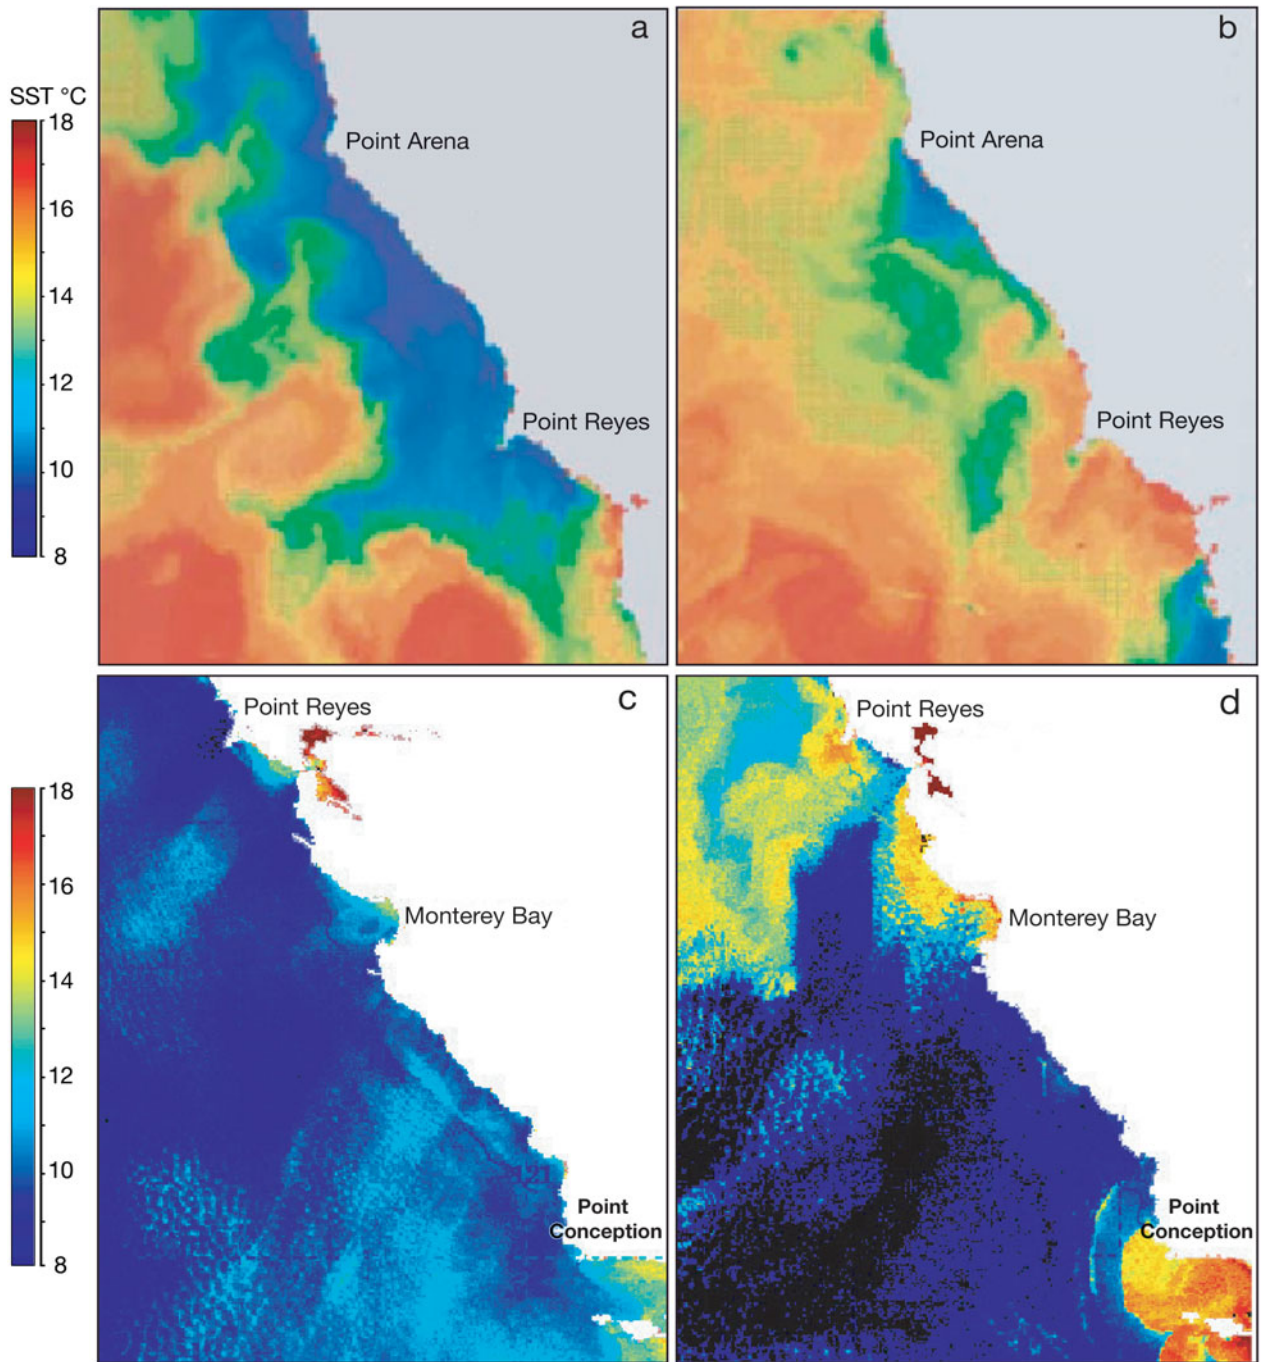 a
b
SST °C
18
16
14
12
10
8
Point Arena
Point Reyes
Point Arena
Point Reyes
c
d
18
16
14
12
10
8
Point Reyes
Monterey Bay
121
Point
Conception
Point Reyes
Monterey Bay
Point
Conception